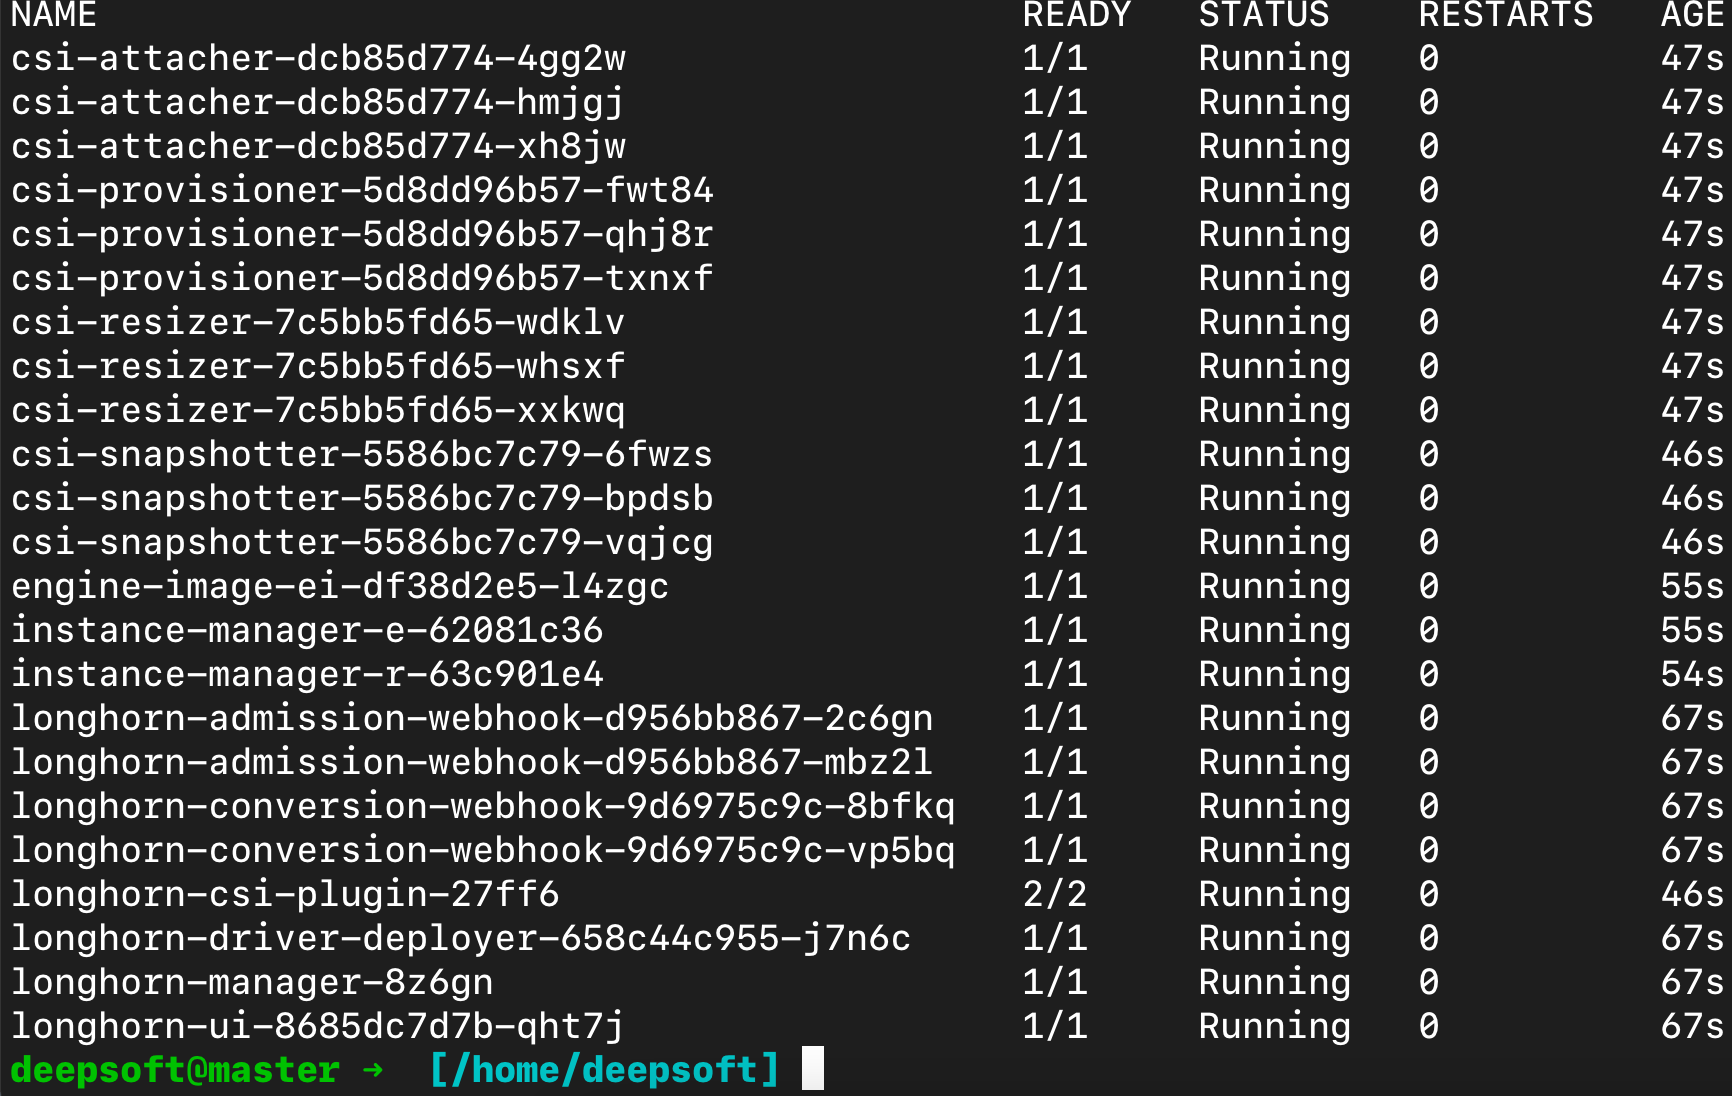 NAME READY STATUS RESTARTS AGE
csi-attacher-dcb85d774-4gg2w 1/1 Running 0 47s
csi-attacher-dcb85d774-hmjgj 1/1 Running 0 47s
csi-attacher-dcb85d774-xh8jw 1/1 Running 0 47s
csi-provisioner-5d8dd96b57-fwt84 1/1 Running 0 47s
csi-provisioner-5d8dd96b57-qhj8r 1/1 Running 0 47s
csi-provisioner-5d8dd96b57-txnxf 1/1 Running 0 47s
csi-resizer-7c5bb5fd65-wdklv 1/1 Running 0 47s
csi-resizer-7c5bb5fd65-whsxf 1/1 Running 0 47s
csi-resizer-7c5bb5fd65-xxkwq 1/1 Running 0 47s
csi-snapshotter-5586bc7c79-6fwzs 1/1 Running 0 46s
csi-snapshotter-5586bc7c79-bpdsb 1/1 Running 0 46s
csi-snapshotter-5586bc7c79-vqjcg 1/1 Running 0 46s
engine-image-ei-df38d2e5-l4zgc 1/1 Running 0 55s
instance-manager-e-62081c36 1/1 Running 0 55s
instance-manager-r-63c901e4 1/1 Running 0 54s
longhorn-admission-webhook-d956bb867-2c6gn 1/1 Running 0 67s
longhorn-admission-webhook-d956bb867-mbz2l 1/1 Running 0 67s
longhorn-conversion-webhook-9d6975c9c-8bfkq 1/1 Running 0 67s
longhorn-conversion-webhook-9d6975c9c-vp5bq 1/1 Running 0 67s
longhorn-csi-plugin-27ff6 2/2 Running 0 46s
longhorn-driver-deployer-658c44c955-j7n6c 1/1 Running 0 67s
longhorn-manager-8z6gn 1/1 Running 0 67s
longhorn-ui-8685dc7d7b-qht7j 1/1 Running 0 67s
deepsoft@master → [/home/deepsoft]